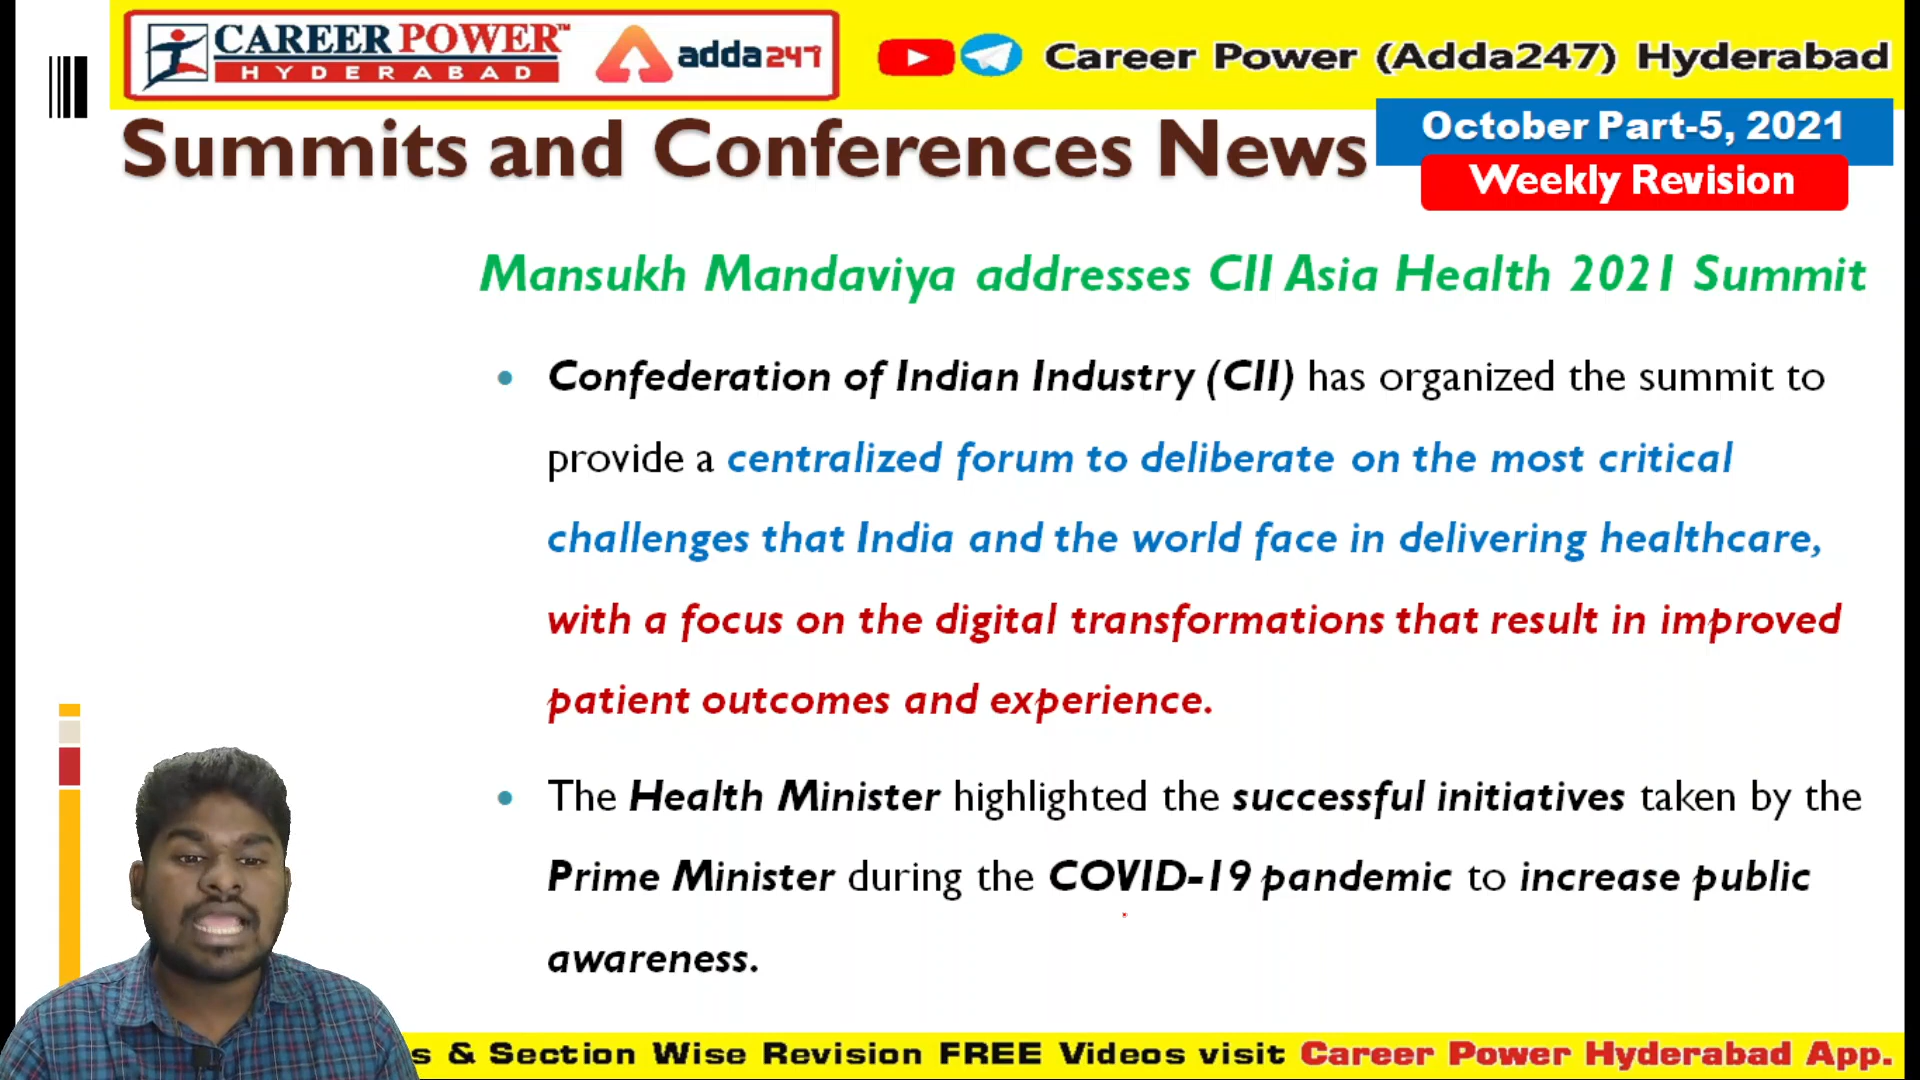 CAREER POWER™
HYDERABAD
adda247
Career Power (Adda247) Hyderabad
Summits and Conferences News
October Part-5, 2021
Weekly Revision
Mansukh Mandaviya addresses CII Asia Health 2021 Summit
• Confederation of Indian Industry (CII) has organized the summit to
provide a centralized forum to deliberate on the most critical
challenges that India and the world face in delivering healthcare,
with a focus on the digital transformations that result in improved
patient outcomes and experience.
• The Health Minister highlighted the successful initiatives taken by the
Prime Minister during the COVID-19 pandemic to increase public
awareness.
s & Section Wise Revision FREE Videos visit Career Power Hyderabad App.